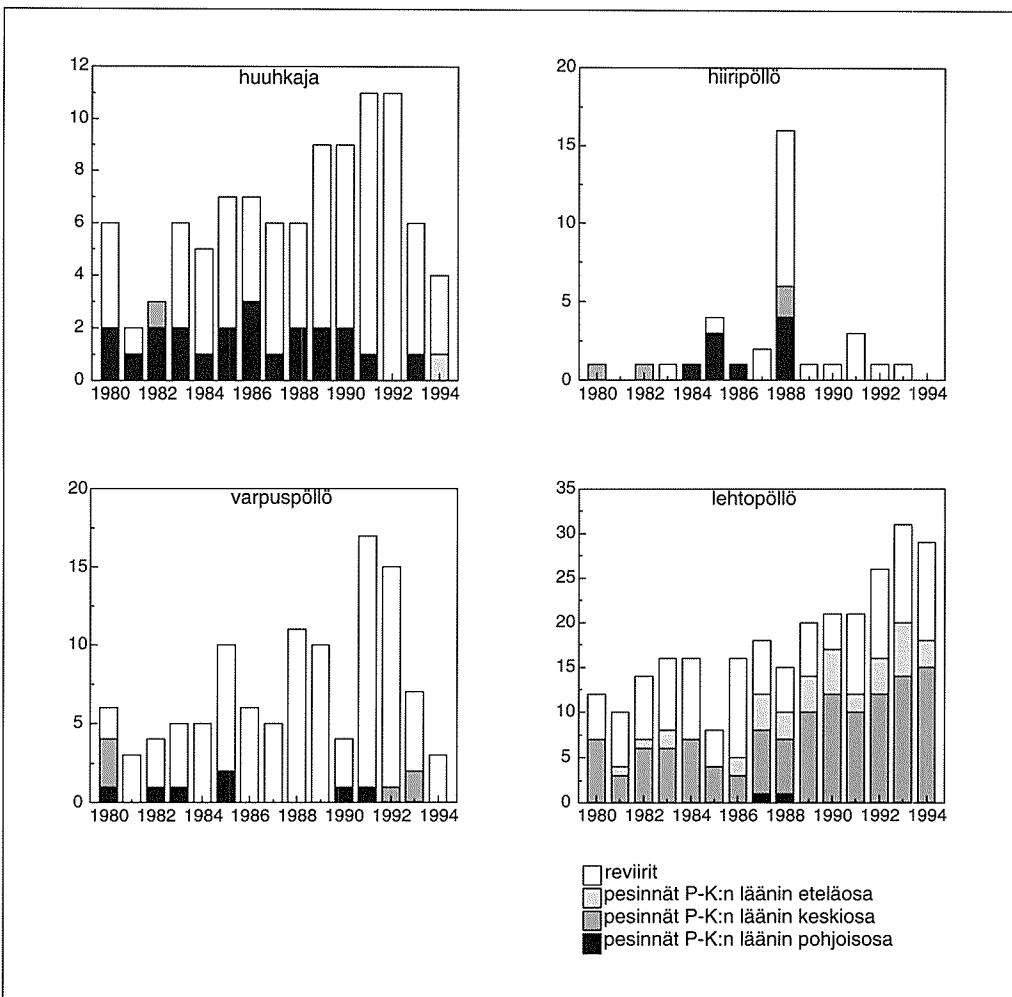 huuhkaja
12
10
8
6
4
2
0
1980 1982 1984 1986 1988 1990 1992 1994
hiiripöllö
20
15
10
5
0
1980 1982 1984 1986 1988 1990 1992 1994
varpuspöllö
20
15
10
5
0
1980 1982 1984 1986 1988 1990 1992 1994
lehtopöllö
35
30
25
20
15
10
5
0
1980 1982 1984 1986 1988 1990 1992 1994
reviirit
pesinnät P-K:n läänin eteläosa
pesinnät P-K:n läänin keskiosa
pesinnät P-K:n läänin pohjoisosa